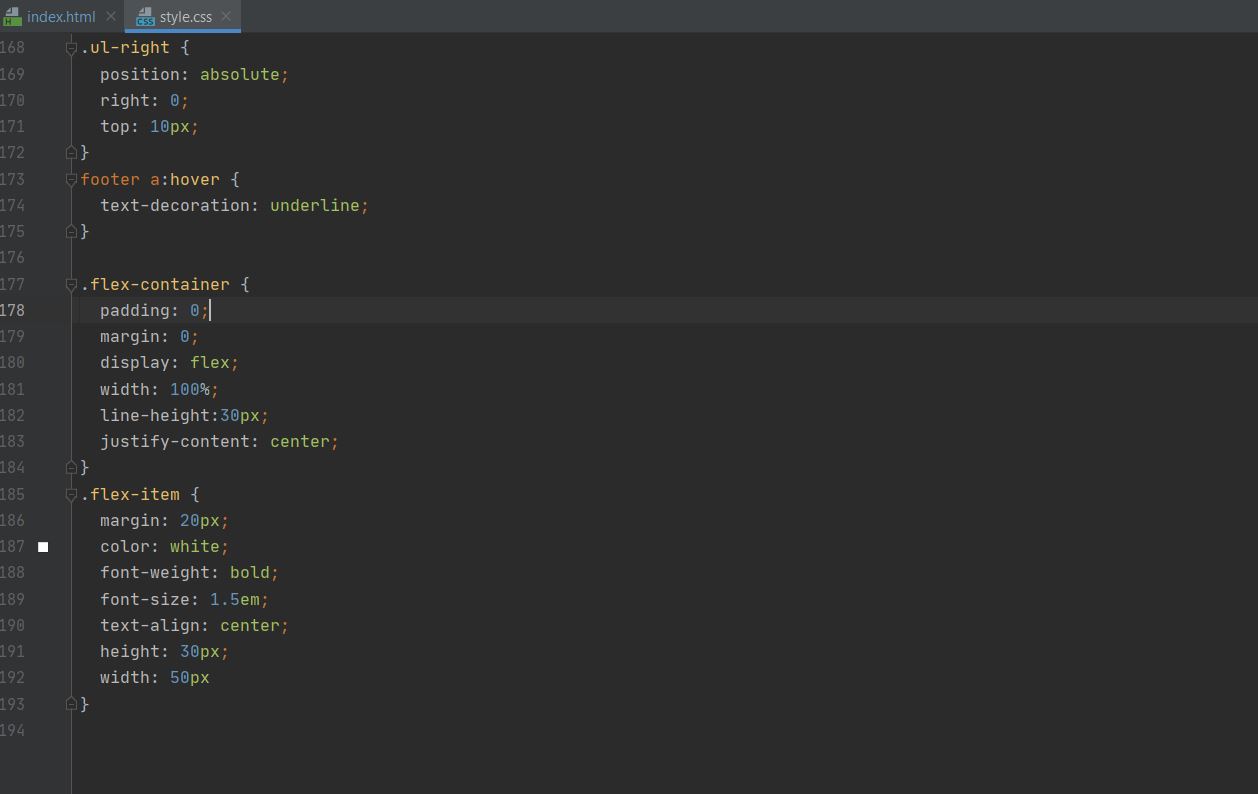 index.html style.css
168 .ul-right {
169   position: absolute;
170   right: 0;
171   top: 10px;
172 }
173 footer a:hover {
174   text-decoration: underline;
175 }
176
177 .flex-container {
178   padding: 0;
179   margin: 0;
180   display: flex;
181   width: 100%;
182   line-height:30px;
183   justify-content: center;
184 }
185 .flex-item {
186   margin: 20px;
187   color: white;
188   font-weight: bold;
189   font-size: 1.5em;
190   text-align: center;
191   height: 30px;
192   width: 50px
193 }
194